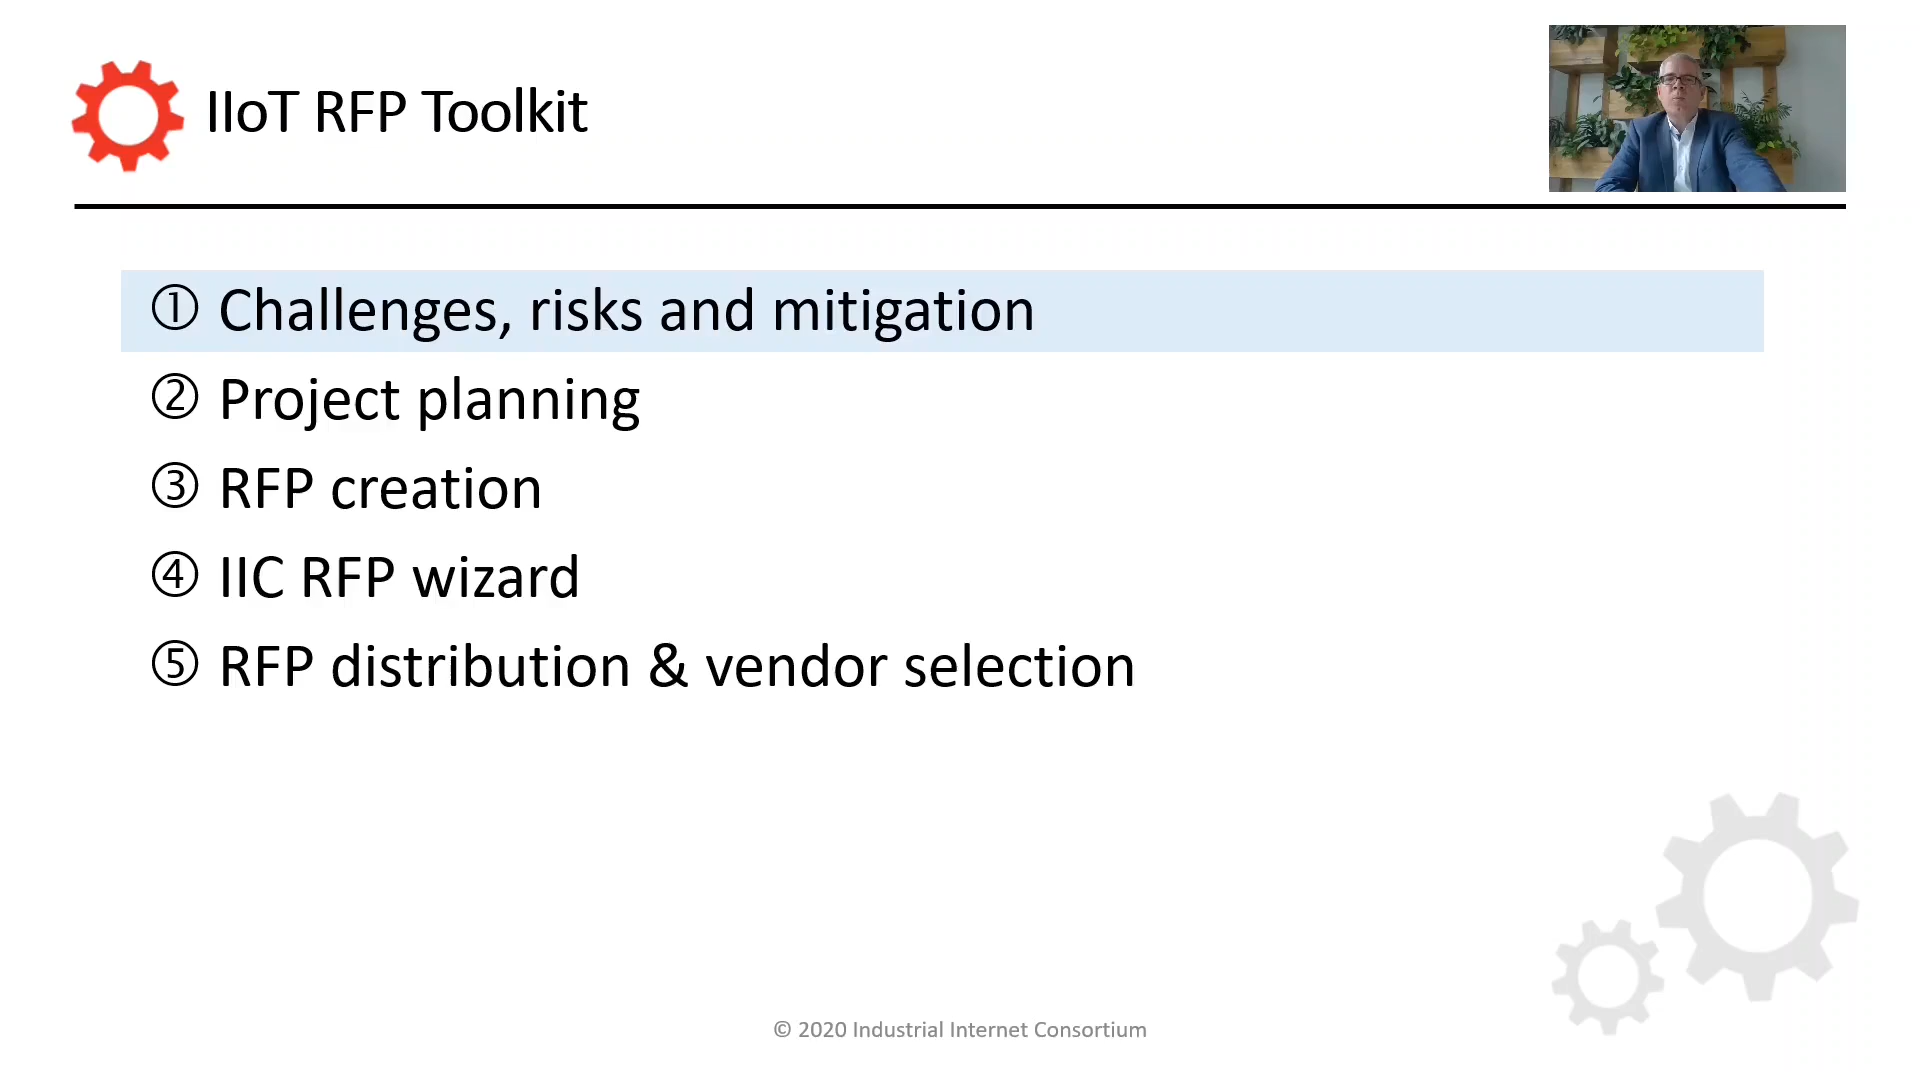 IIoT RFP Toolkit
① Challenges, risks and mitigation
② Project planning
③ RFP creation
④ IIC RFP wizard
⑤ RFP distribution & vendor selection
© 2020 Industrial Internet Consortium